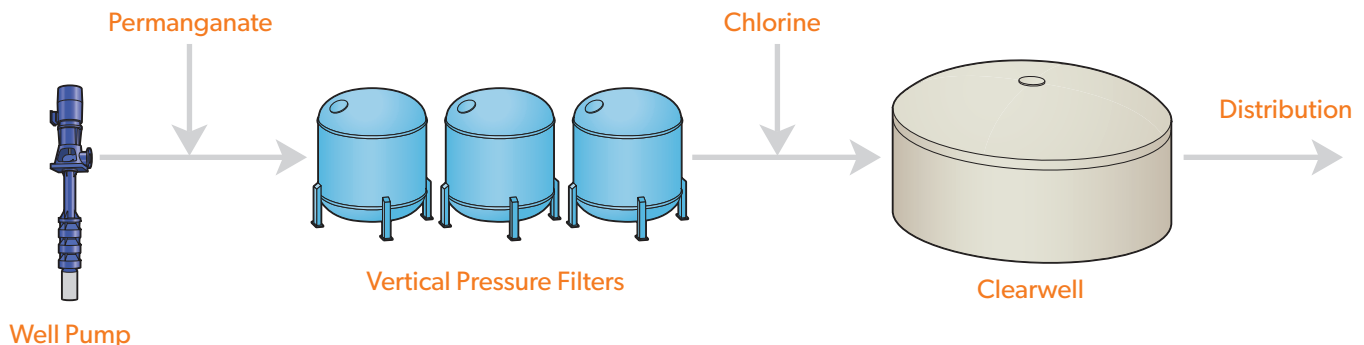 Permanganate
Chlorine
Distribution
Vertical Pressure Filters
Clearwell
Well Pump